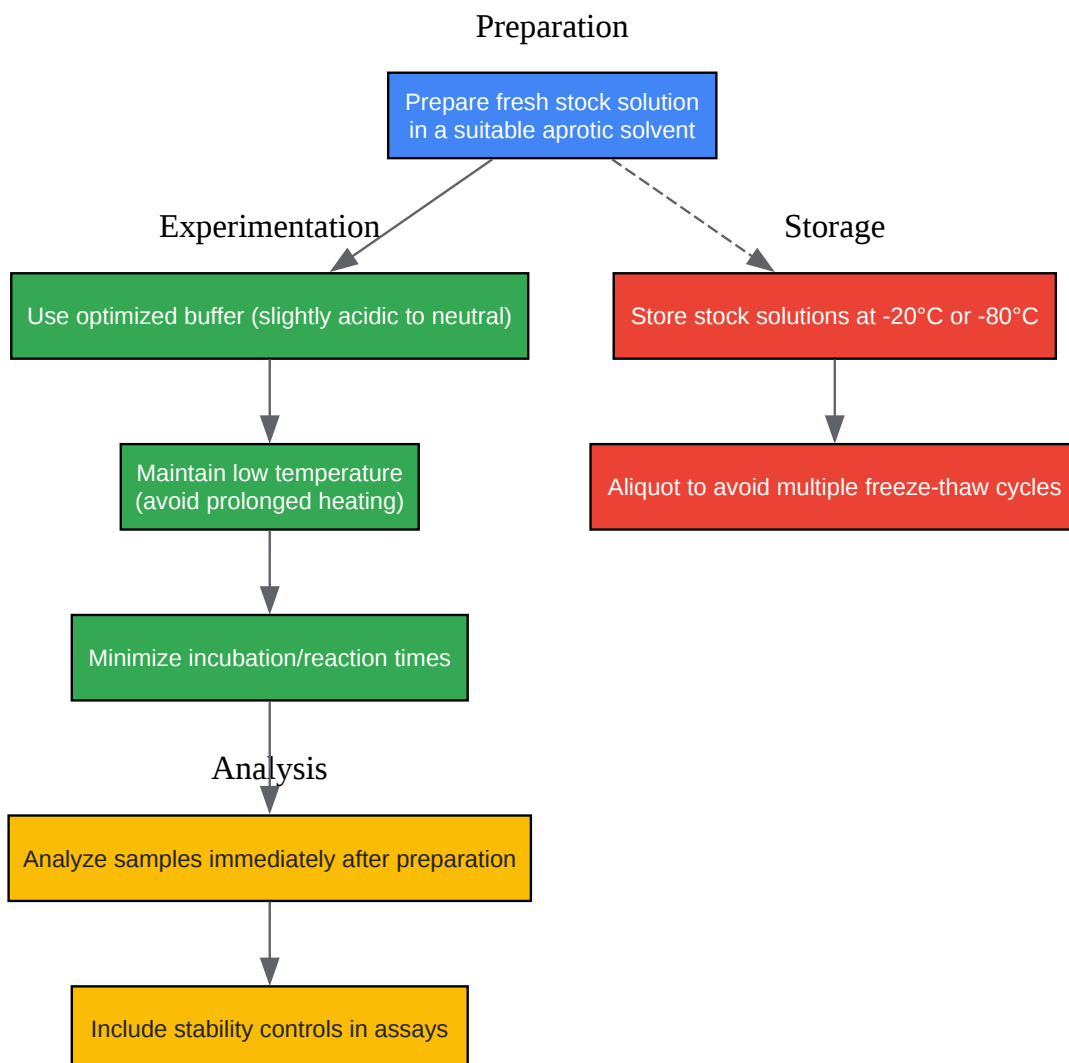 Preparation
Prepare fresh stock solution
in a suitable aprotic solvent
Experimentation
Storage
Use optimized buffer (slightly acidic to neutral)
Store stock solutions at -20°C or -80°C
Maintain low temperature
(avoid prolonged heating)
Aliquot to avoid multiple freeze-thaw cycles
Minimize incubation/reaction times
Analysis
Analyze samples immediately after preparation
Include stability controls in assays